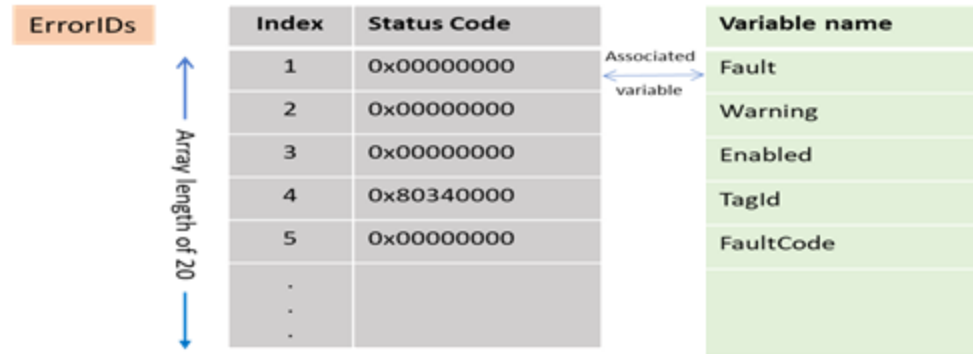 ErrorIDs
Index Status Code Variable name
1 0x00000000 Associated variable Fault
2 0x00000000 Warning
3 0x00000000 Enabled
4 0x80340000 TagId
5 0x00000000 FaultCode
.
.
.
Array length of 20